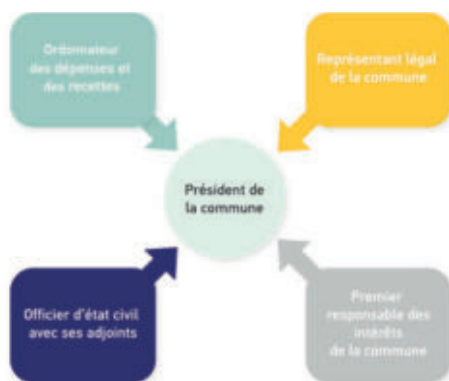 Ordonnateur
des dépenses et
des recettes
Représentant légal
de la commune
Président de
la commune
Officier d'état civil
avec ses adjoints
Premier
responsable des
intérêts
de la commune